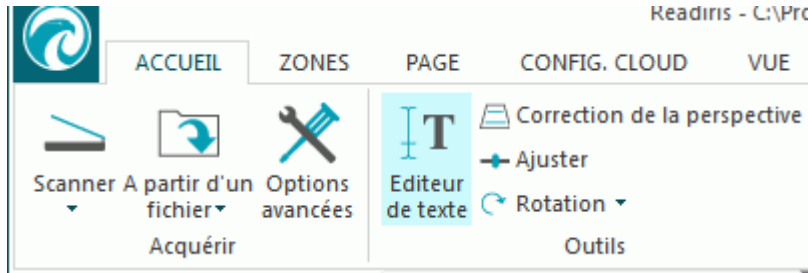 Readiris - C:\Pro
ACCUEIL ZONES PAGE CONFIG. CLOUD VUE
Scanner
A partir d'un
fichier
Options
avancées
Acquérir
Editeur
de texte
Correction de la perspective
Ajuster
Rotation
Outils